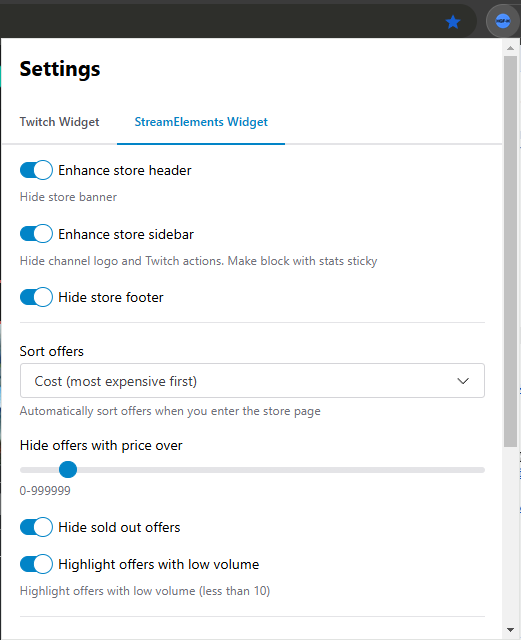 Settings
Twitch Widget
StreamElements Widget
Enhance store header
Hide store banner
Enhance store sidebar
Hide channel logo and Twitch actions. Make block with stats sticky
Hide store footer
Sort offers
Cost (most expensive first)
Automatically sort offers when you enter the store page
Hide offers with price over
0-999999
Hide sold out offers
Highlight offers with low volume
Highlight offers with low volume (less than 10)